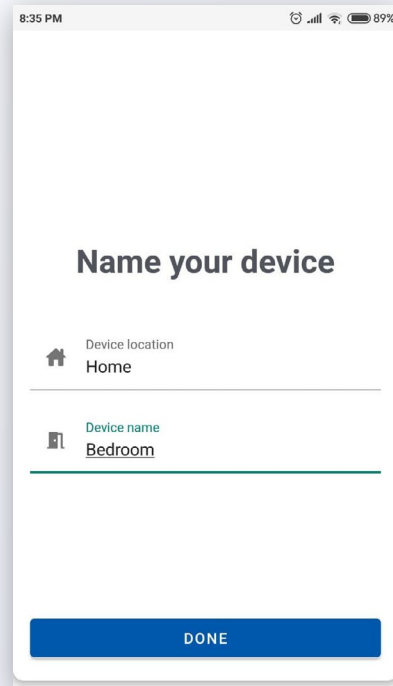 8:35 PM 89%
Name your device
Device location
Home
Device name
Bedroom
DONE